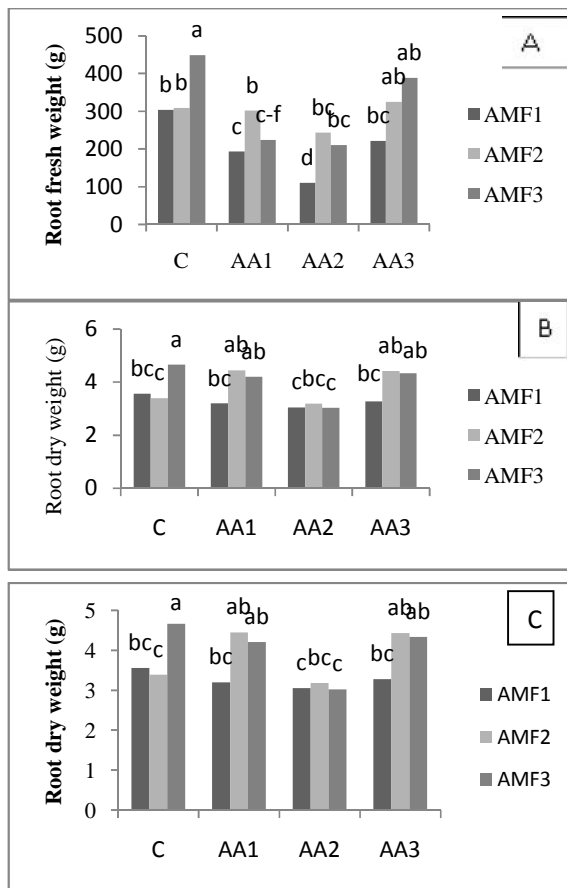 A
Root fresh weight (g)
500
400
300
200
100
0
b b a
c b c-f
d bc bc
bc ab ab
C AA1 AA2 AA3
AMF1
AMF2
AMF3
B
Root dry weight (g)
6
4
2
0
bc c a
bc ab ab
c bc c
bc ab ab
C AA1 AA2 AA3
AMF1
AMF2
AMF3
C
Root dry weight (g)
5
4
3
2
1
0
bc c a
bc ab ab
c bc c
bc ab ab
C AA1 AA2 AA3
AMF1
AMF2
AMF3